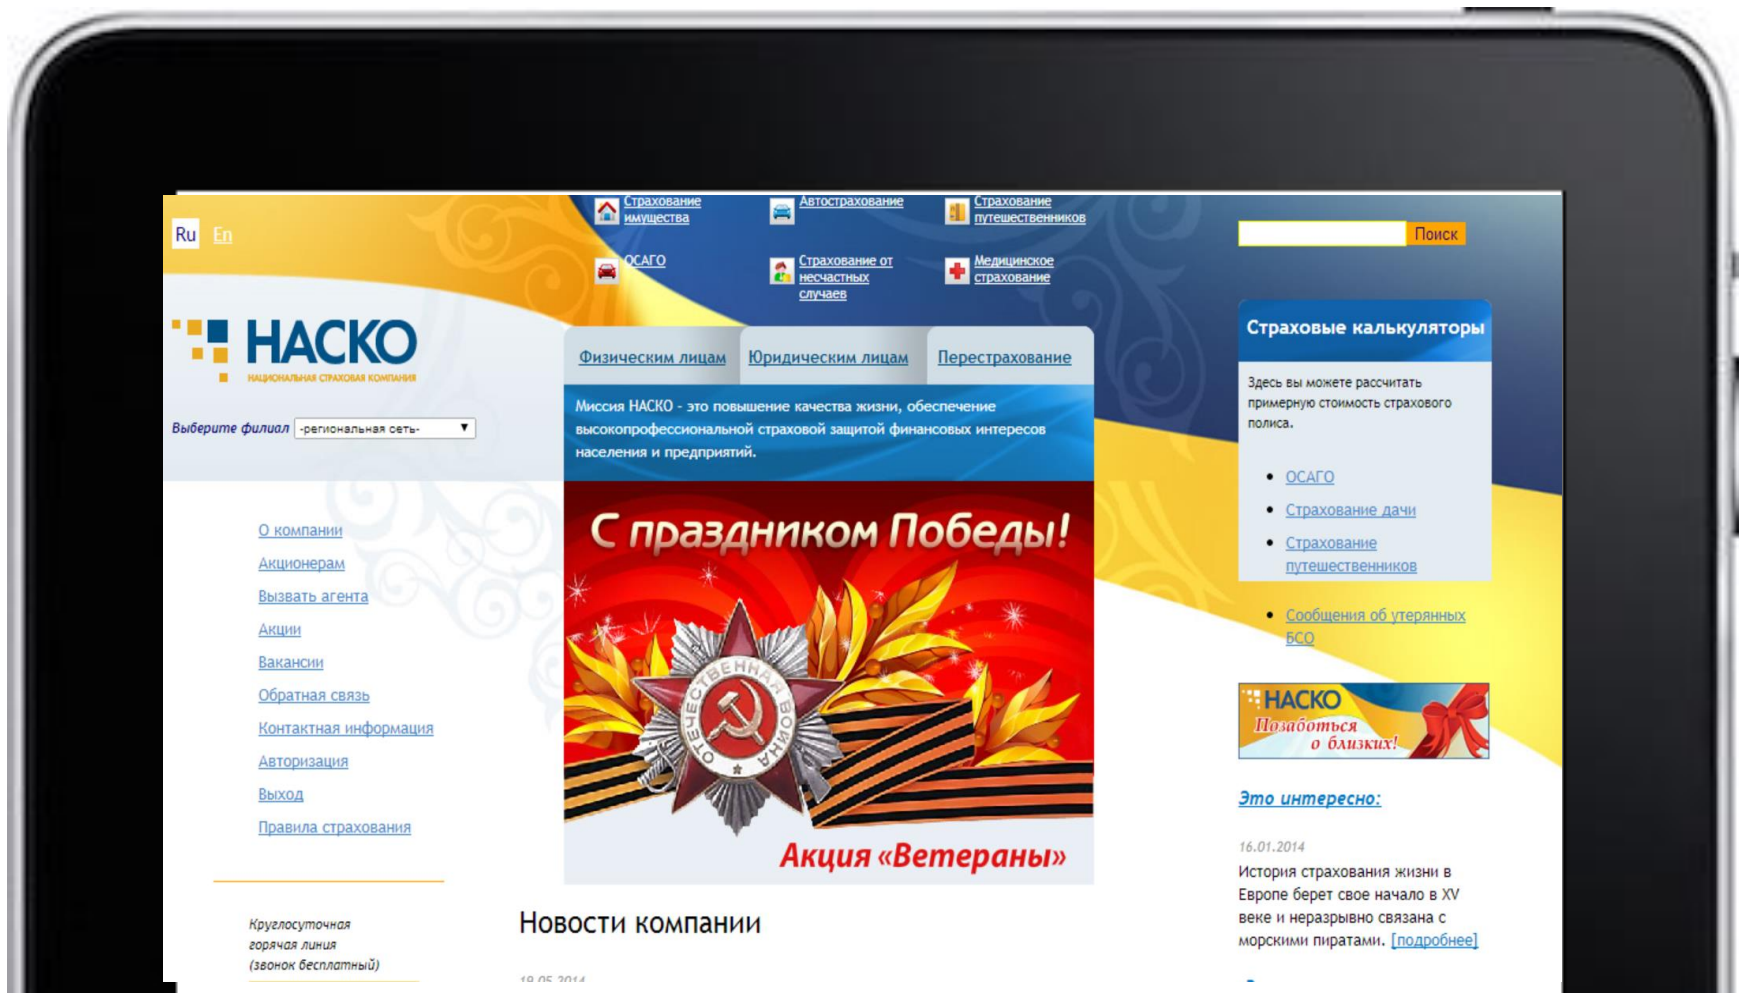 Ru En
Страхование
имущества
Автострахование
Страхование
путешественников
Поиск
ОСАГО
Страхование от
несчастных
случаев
Медицинское
страхование
НАСКО
НАЦИОНАЛЬНАЯ СТРАХОВАЯ КОМПАНИЯ
Выберите филиал -региональная сеть-
Физическим лицам Юридическим лицам Перестрахование
Миссия НАСКО - это повышение качества жизни, обеспечение
высокопрофессиональной страховой защитой финансовых интересов
населения и предприятий.
Страховые калькуляторы
Здесь вы можете рассчитать
примерную стоимость страхового
полиса.
ОСАГО
Страхование дачи
Страхование
путешественников
Сообщения об утерянных
БСО
О компании
Акционерам
Вызвать агента
Акции
Вакансии
Обратная связь
Контактная информация
Авторизация
Выход
Правила страхования
С праздником Победы!
ОТЕЧЕСТВЕННАЯ ВОЙНА
Акция «Ветераны»
НАСКО
Позаботься
о близких!
Это интересно:
16.01.2014
История страхования жизни в
Европе берет свое начало в XV
веке и неразрывно связана с
морскими пиратами. [подробнее]
Круглосуточная
горячая линия
(звонок бесплатный)
Новости компании
19.05.2014